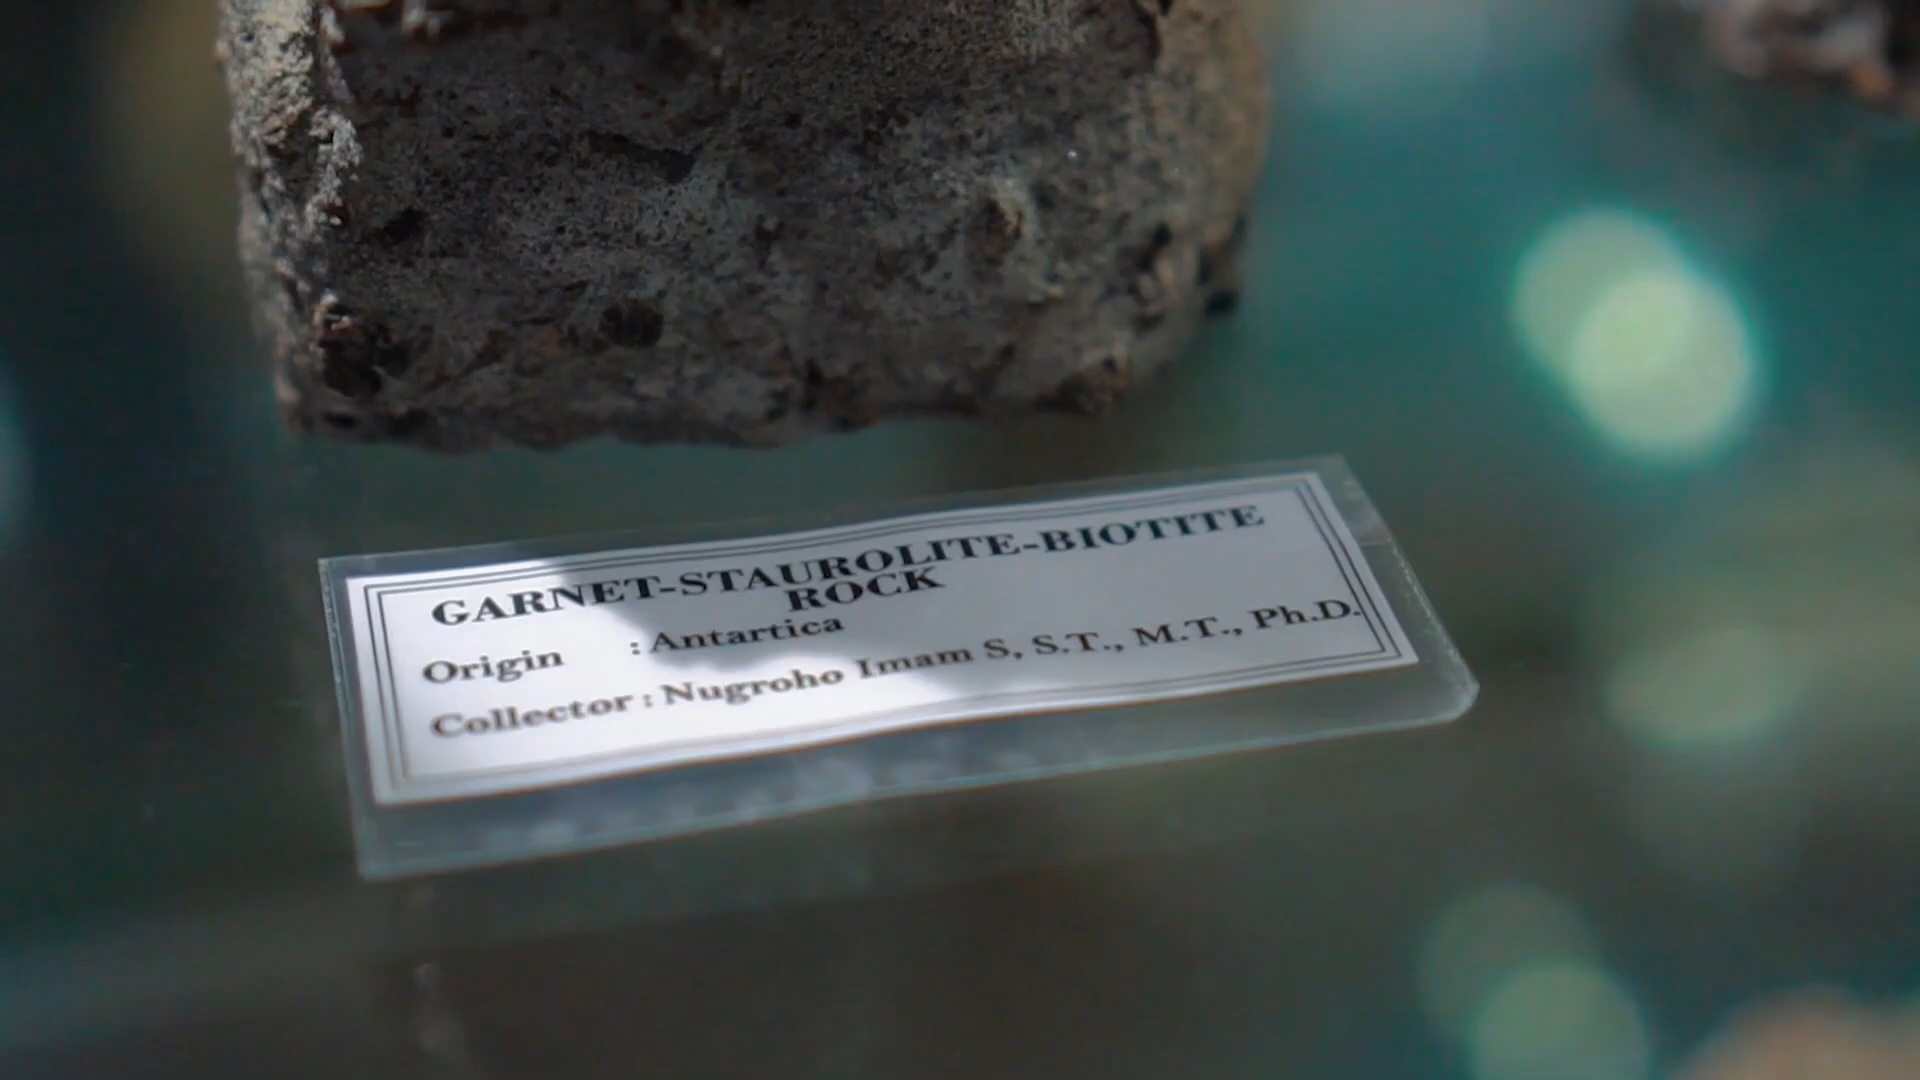 GARNET-STAUROLITE-BIOTITE
ROCK
Origin : Antartica
Collector : Nugroho Imam S, S.T., M.T., Ph.D.